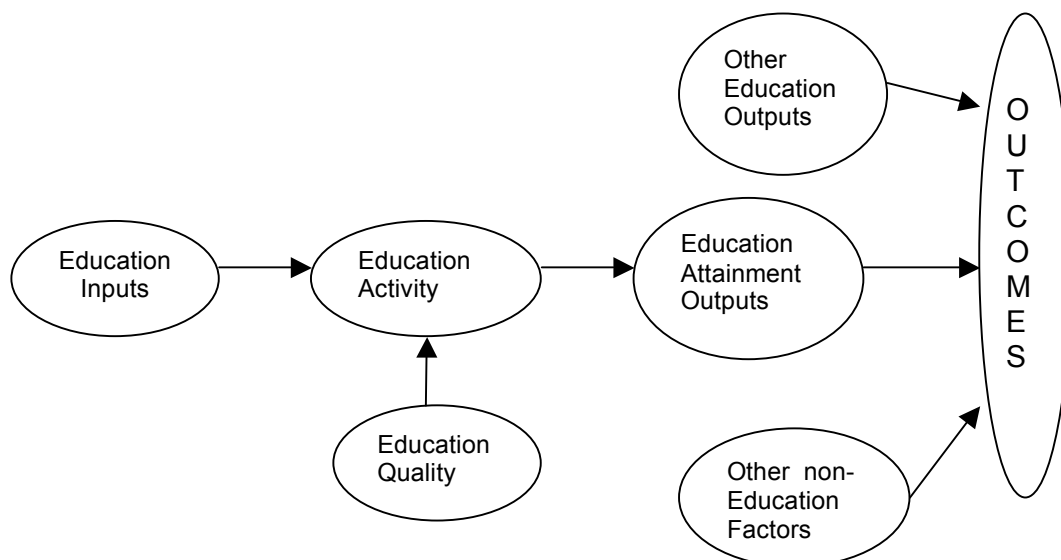 Other
Education
Outputs
O
U
T
C
O
M
E
S
Education
Inputs
Education
Activity
Education
Attainment
Outputs
Education
Quality
Other non-
Education
Factors